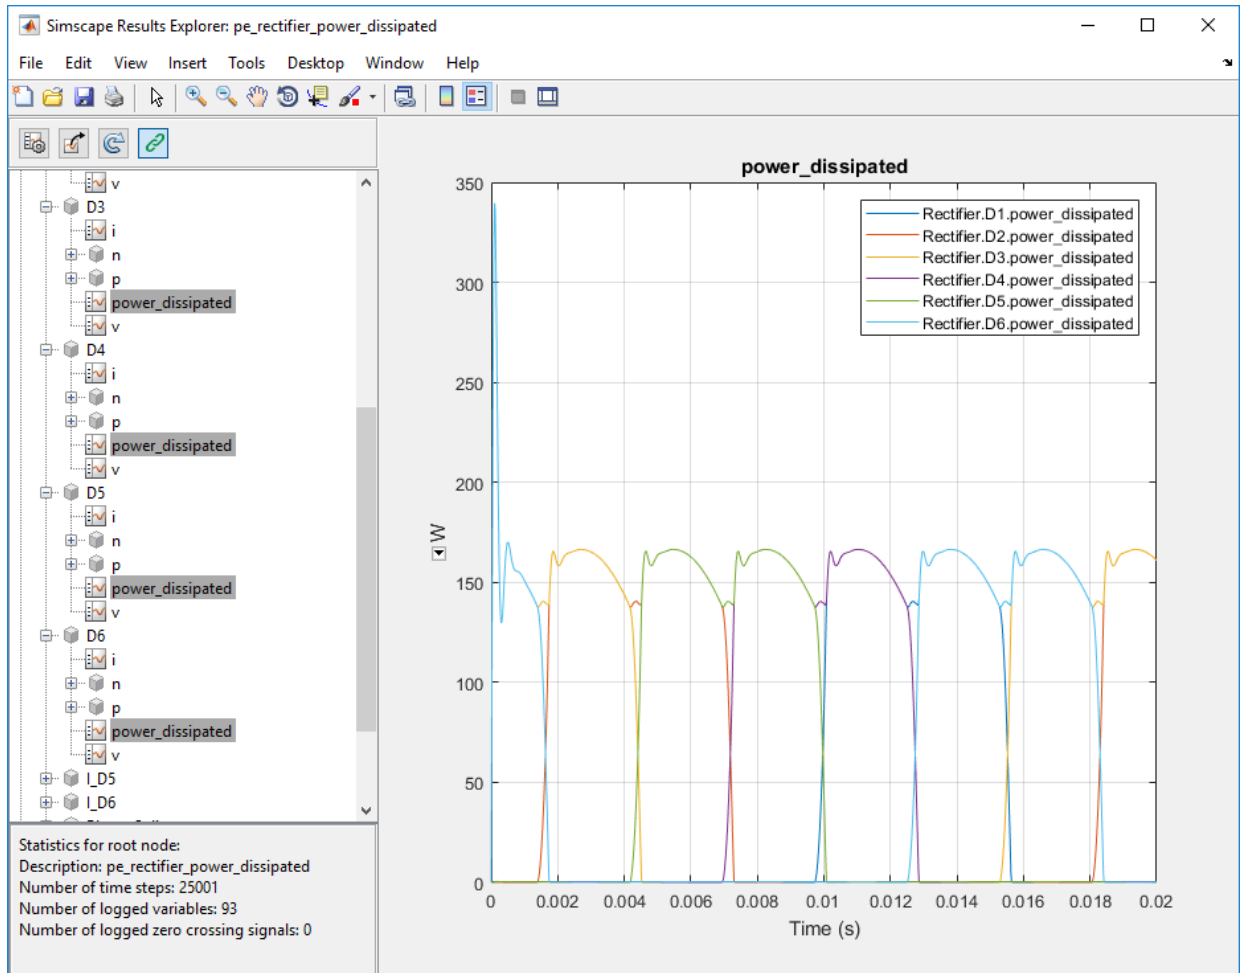 Simscape Results Explorer: pe_rectifier_power_dissipated
File Edit View Insert Tools Desktop Window Help
v
D3
i
n
p
power_dissipated
v
D4
i
n
p
power_dissipated
v
D5
i
n
p
power_dissipated
v
D6
i
n
p
power_dissipated
v
I_D5
I_D6
Statistics for root node:
Description: pe_rectifier_power_dissipated
Number of time steps: 25001
Number of logged variables: 93
Number of logged zero crossing signals: 0
power_dissipated
350
300
250
200
150
100
50
0
W
Rectifier.D1.power_dissipated
Rectifier.D2.power_dissipated
Rectifier.D3.power_dissipated
Rectifier.D4.power_dissipated
Rectifier.D5.power_dissipated
Rectifier.D6.power_dissipated
0 0.002 0.004 0.006 0.008 0.01 0.012 0.014 0.016 0.018 0.02
Time (s)